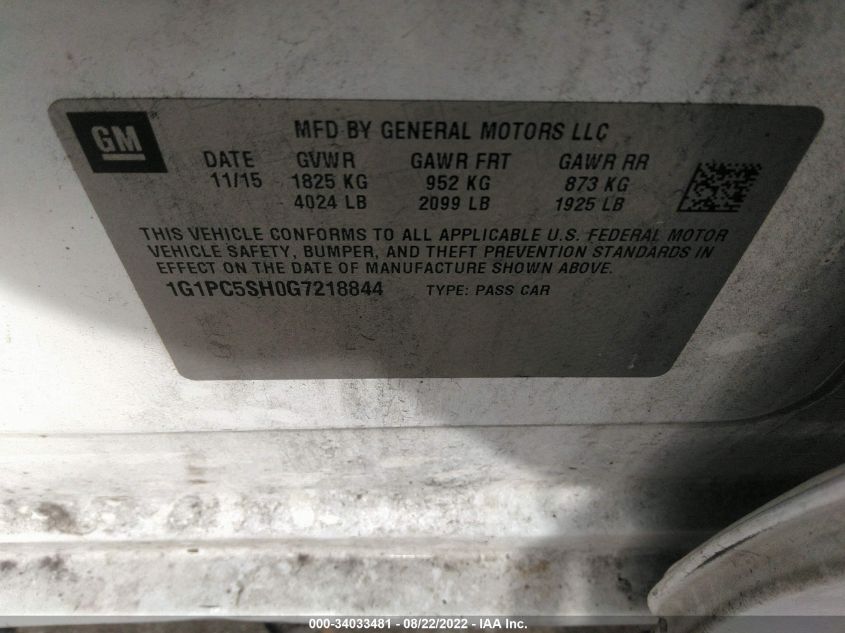 GM
MFD BY GENERAL MOTORS LLC
DATE GVWR GAWR FRT GAWR RR
11/15 1825 KG 952 KG 873 KG
4024 LB 2099 LB 1925 LB
THIS VEHICLE CONFORMS TO ALL APPLICABLE U.S. FEDERAL MOTOR
VEHICLE SAFETY, BUMPER, AND THEFT PREVENTION STANDARDS IN
EFFECT ON THE DATE OF MANUFACTURE SHOWN ABOVE.
1G1PC5SH0G7218844 TYPE: PASS CAR
000-34033481 - 08/22/2022 - IAA Inc.